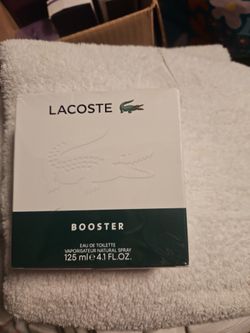 LACOSTE
BOOSTER
EAU DE TOILETTE
VAPORISATEUR NATURAL SPRAY
125 ml e 4.1 FL.OZ.